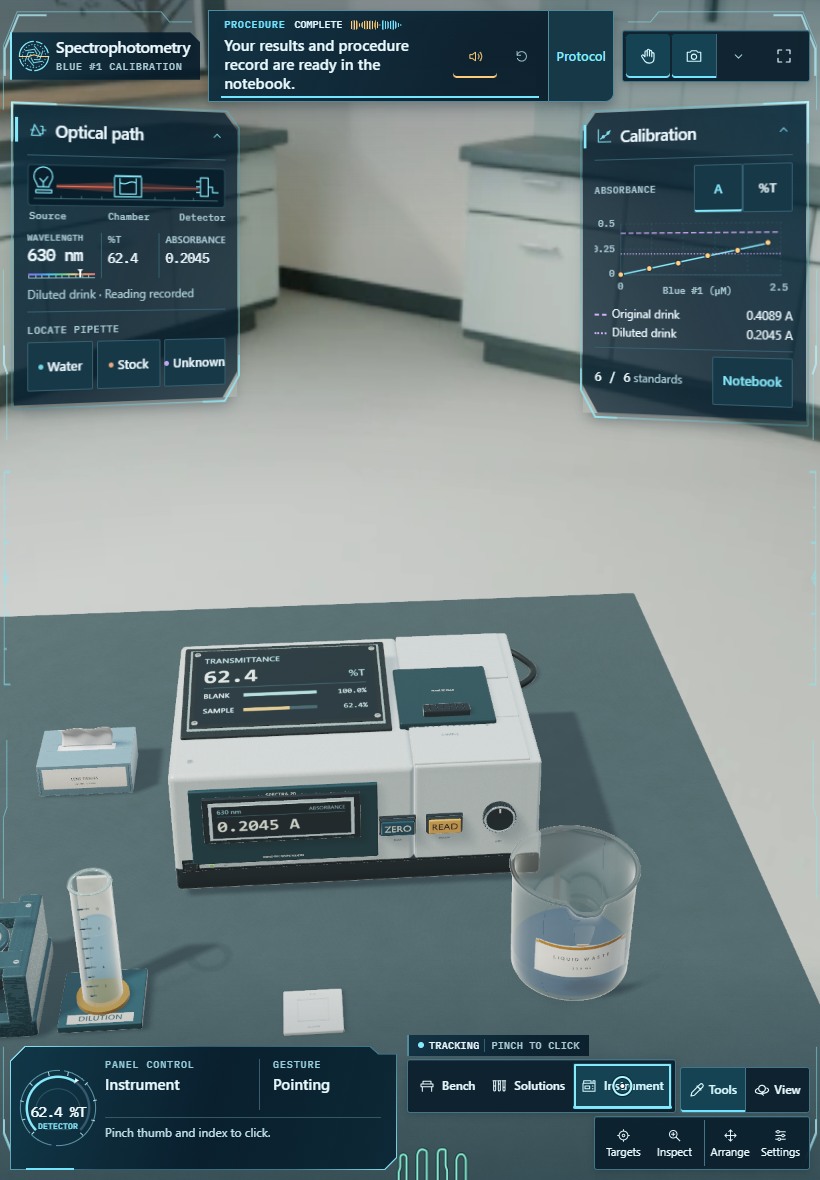 Spectrophotometry
BLUE #1 CALIBRATION
PROCEDURE COMPLETE
Your results and procedure
record are ready in the
notebook.
Protocol
Optical path
Source Chamber Detector
WAVELENGTH %T ABSORBANCE
630 nm 62.4 0.2045
Diluted drink · Reading recorded
LOCATE PIPETTE
Water Stock Unknown
Calibration
ABSORBANCE A %T
0.5
0
0 Blue #1 (µM) 2.5
Original drink 0.4089 A
Diluted drink 0.2045 A
6 / 6 standards
Notebook
TRANSMITTANCE
62.4 %T
BLANK 100.0%
SAMPLE 62.4%
630 nm ABSORBANCE
0.2045 A
ZERO
READ
LIQUID WASTE
DILUTION
TRACKING PINCH TO CLICK
PANEL CONTROL GESTURE
Instrument Pointing
62.4 %T
DETECTOR
Pinch thumb and index to click.
Bench Solutions Instrument
Tools View
Targets Inspect Arrange Settings